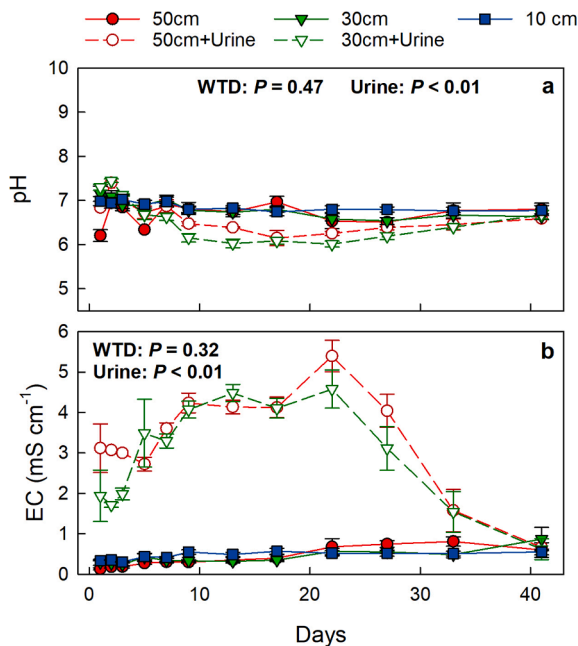 50cm 30cm 10 cm
50cm+Urine 30cm+Urine
10
9
8
7
6
5
pH
WTD: P = 0.47 Urine: P < 0.01 a
6
5
4
3
2
1
0
EC (mS cm⁻¹)
WTD: P = 0.32 b
Urine: P < 0.01
0 10 20 30 40
Days